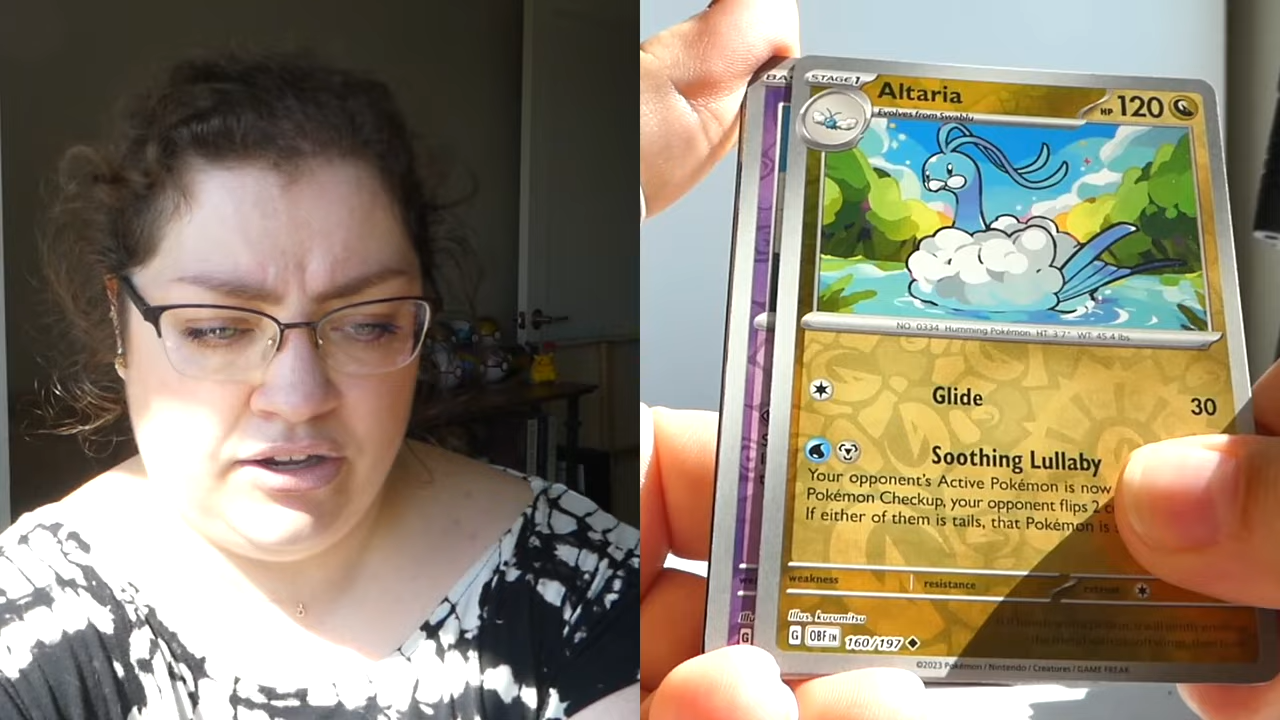 BAS
STAGE 1
Altaria
HP 120
Evolves from Swablu
NO. 0334 Humming Pokémon HT: 3'7" WT: 45.4 lbs.
Glide
30
Soothing Lullaby
Your opponent's Active Pokémon is now
Pokémon Checkup, your opponent flips 2 c
If either of them is tails, that Pokémon is
we
weakness
resistance
Illu
Illus. kurumitsu
G
G OBF EN 160/197
©2023 Pokémon / Nintendo / Creatures / GAME FREAK